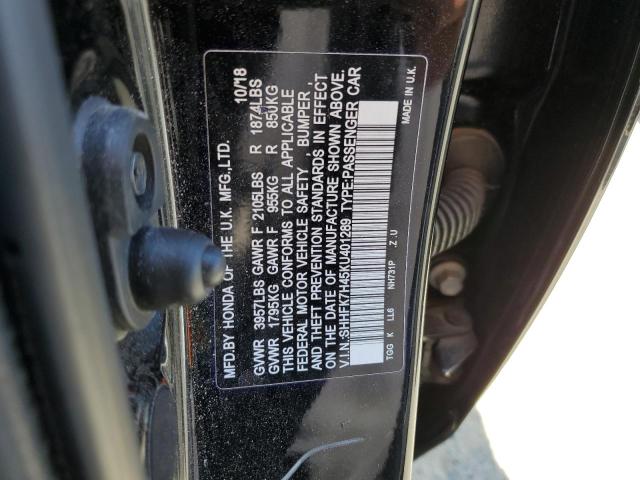 MFD.BY HONDA OF THE U.K. MFG.,LTD. 10/18
GVWR 3957LBS GAWR F 2105LBS R 1874LBS
GVWR 1795KG GAWR F 955KG R 850KG
THIS VEHICLE CONFORMS TO ALL APPLICABLE
FEDERAL MOTOR VEHICLE SAFETY , BUMPER ,
AND THEFT PREVENTION STANDARDS IN EFFECT
ON THE DATE OF MANUFACTURE SHOWN ABOVE.
V.I.N.:SHHFK7H45KU401289 TYPE:PASSENGER CAR
TGG K LL6 NH731P .Z.U MADE IN U.K.